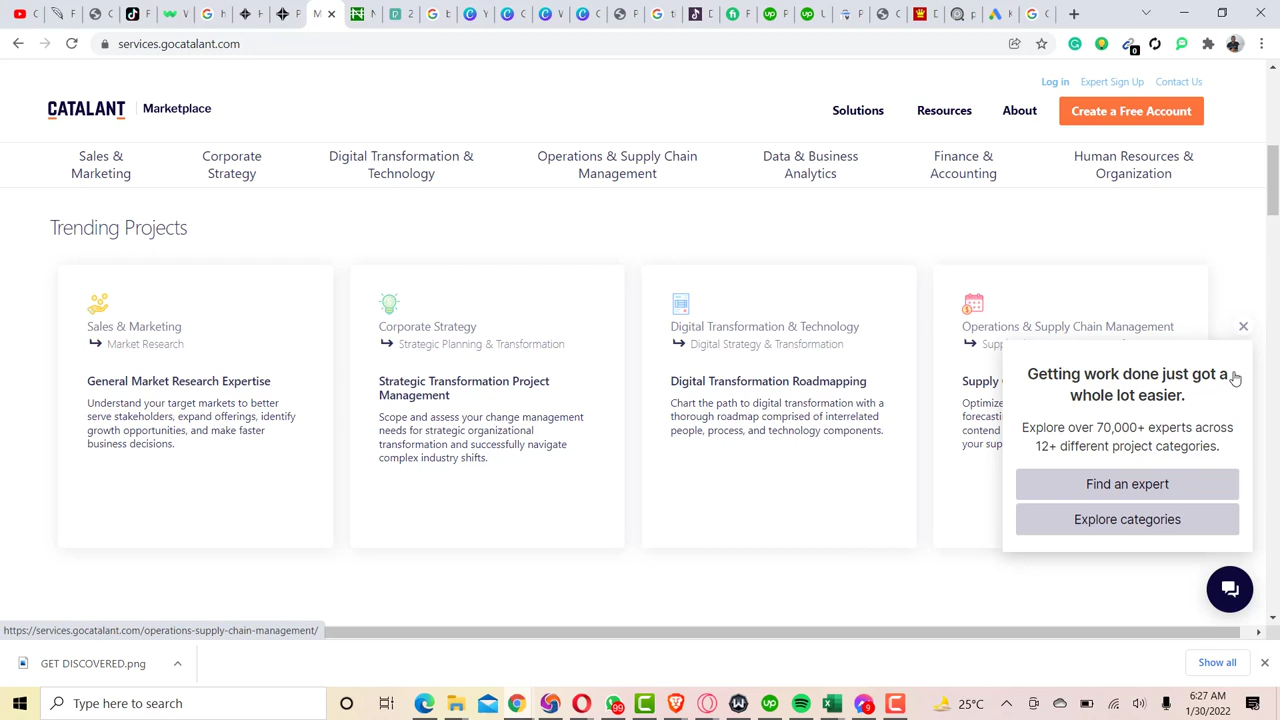 services.gocatalant.com
0
Log in
Expert Sign Up
Contact Us
CATALANT
Marketplace
Solutions
Resources
About
Create a Free Account
Sales &
Marketing
Corporate
Strategy
Digital Transformation &
Technology
Operations & Supply Chain
Management
Data & Business
Analytics
Finance &
Accounting
Human Resources &
Organization
Trending Projects
Sales & Marketing
Market Research
General Market Research Expertise
Understand your target markets to better
serve stakeholders, expand offerings, identify
growth opportunities, and make faster
business decisions.
Corporate Strategy
Strategic Planning & Transformation
Strategic Transformation Project
Management
Scope and assess your change management
needs for strategic organizational
transformation and successfully navigate
complex industry shifts.
Digital Transformation & Technology
Digital Strategy & Transformation
Digital Transformation Roadmapping
Chart the path to digital transformation with a
thorough roadmap comprised of interrelated
people, process, and technology components.
Operations & Supply Chain Management
Getting work done just got a
whole lot easier.
Explore over 70,000+ experts across
12+ different project categories.
Find an expert
Explore categories
https://services.gocatalant.com/operations-supply-chain-management/
GET DISCOVERED.png
Show all
Type here to search
99
9
25°C
6:27 AM
1/30/2022